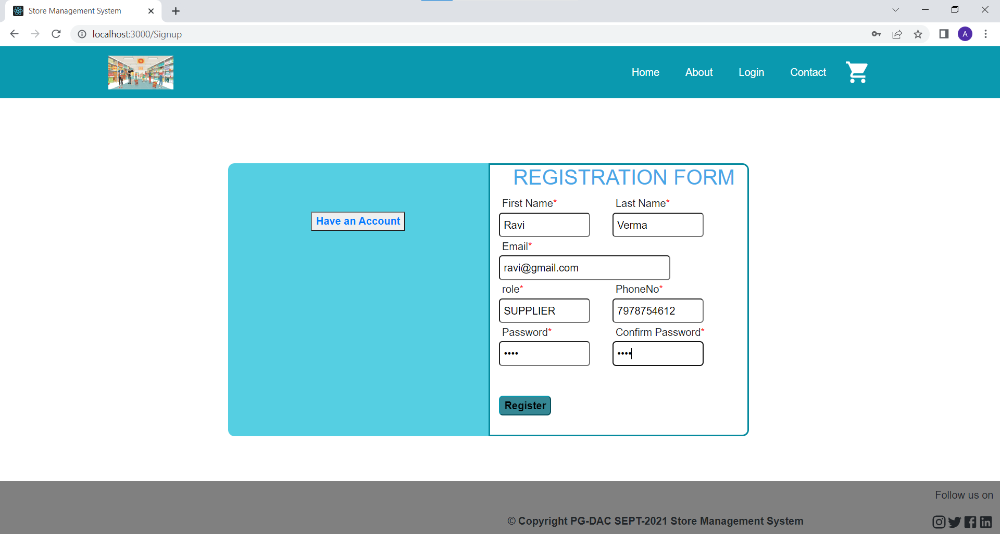 Store Management System
localhost:3000/Signup
A
Home About Login Contact
REGISTRATION FORM
Have an Account
First Name* Last Name*
Ravi Verma
Email*
ravi@gmail.com
role* PhoneNo*
SUPPLIER 7978754612
Password* Confirm Password*
•••• ••••
Register
Follow us on
© Copyright PG-DAC SEPT-2021 Store Management System